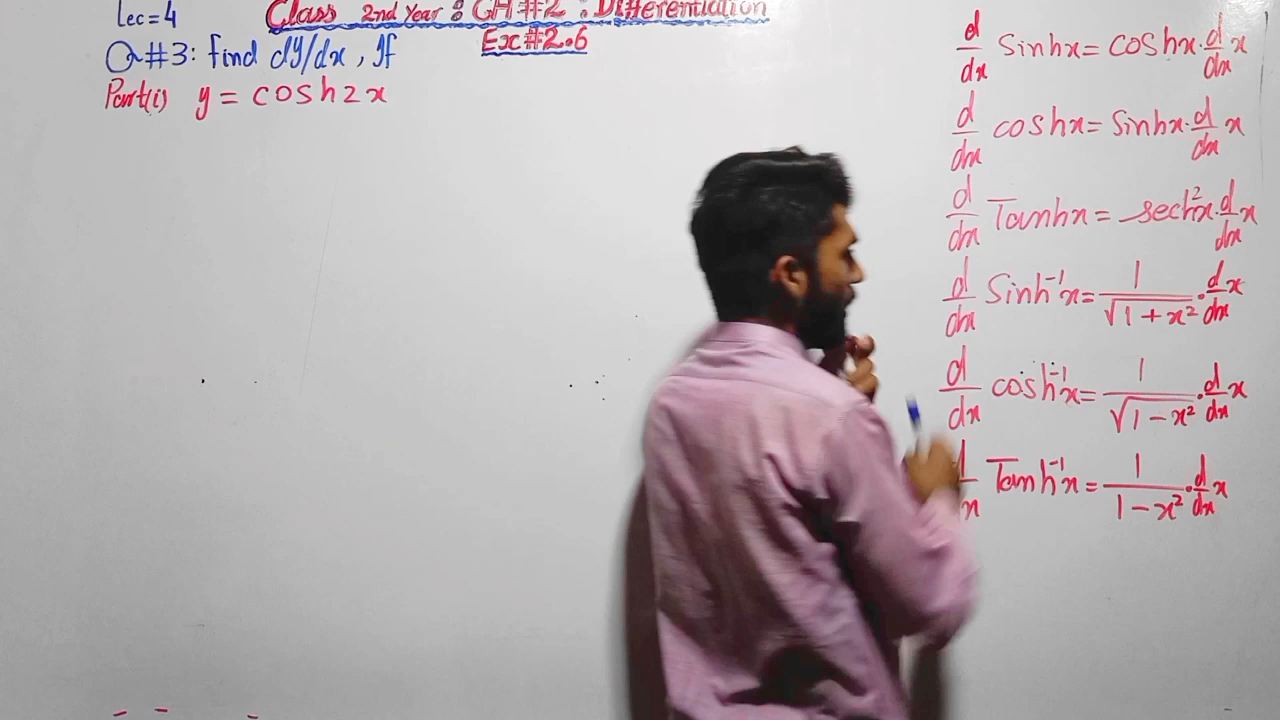 Lec=4
Class 2nd Year : CH#2 : Differentiation
Ex#2.6
Q#3: Find dy/dx, If
Part(i) y = cosh2x
d/dx Sinhx = coshx·d/dx x
d/dx coshx = Sinhx·d/dx x
d/dx Tanhx = sech²x·d/dx x
d/dx Sinh⁻¹x = 1/√(1+x²)·d/dx x
d/dx cosh⁻¹x = 1/√(1-x²)·d/dx x
Tanh⁻¹x = 1/(1-x²)·d/dx x